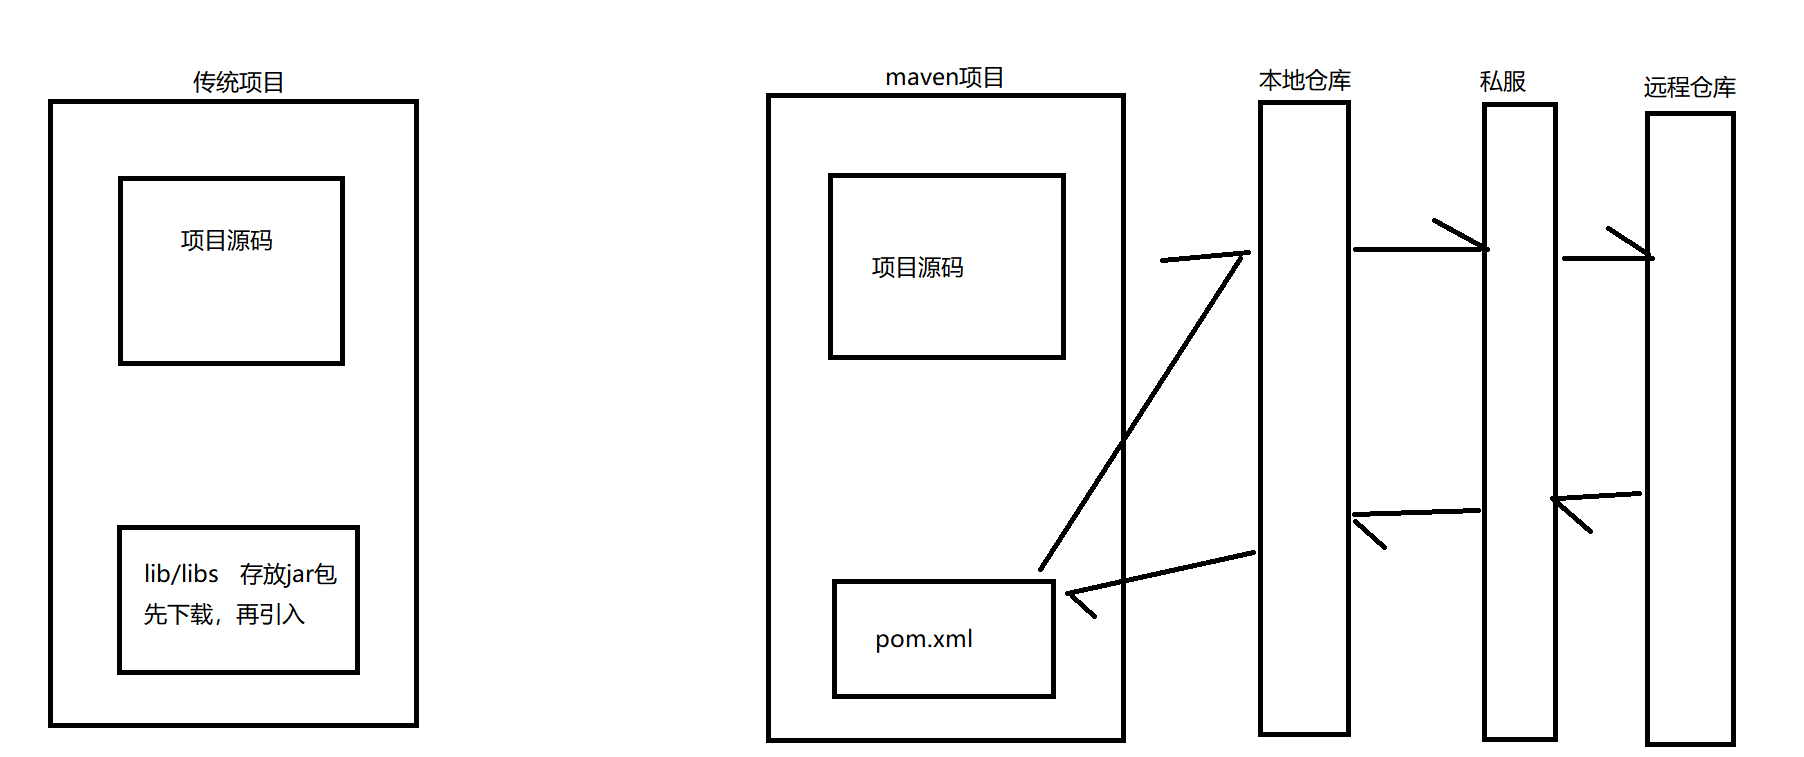 传统项目
项目源码
lib/libs 存放jar包
先下载，再引入
maven项目
项目源码
pom.xml
本地仓库
私服
远程仓库